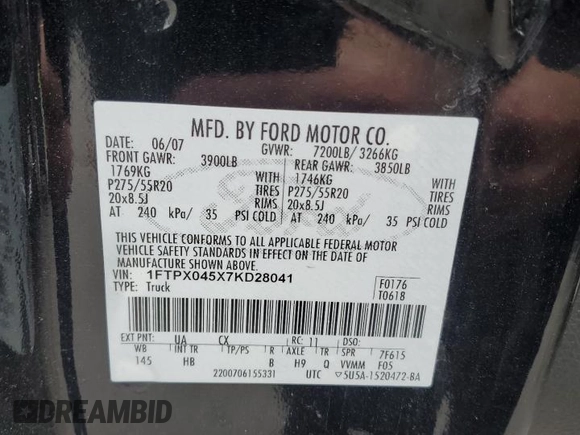 MFD. BY FORD MOTOR CO.
DATE: 06/07 GVWR: 7200LB/ 3266KG
FRONT GAWR: 3900LB REAR GAWR: 3850LB
1769KG WITH 1746KG WITH
P275/55R20 TIRES P275/55R20 TIRES
20x8.5J RIMS 20x8.5J RIMS
AT 240 kPa/ 35 PSI COLD AT 240 kPa/ 35 PSI COLD
THIS VEHICLE CONFORMS TO ALL APPLICABLE FEDERAL MOTOR
VEHICLE SAFETY STANDARDS IN EFFECT ON THE DATE OF
MANUFACTURE SHOWN ABOVE.
VIN: 1FTPX045X7KD28041 F0176
TYPE: Truck T0618
EXT PNT: UA CX RC: 11 DSO:
WB INT TR TP/PS R AXLE TR SPR 7F615
145 HB B H9 Q VVMM F05
2200706155331 UTC ▽5U5A-1520472-BA
Ford
DREAMBID